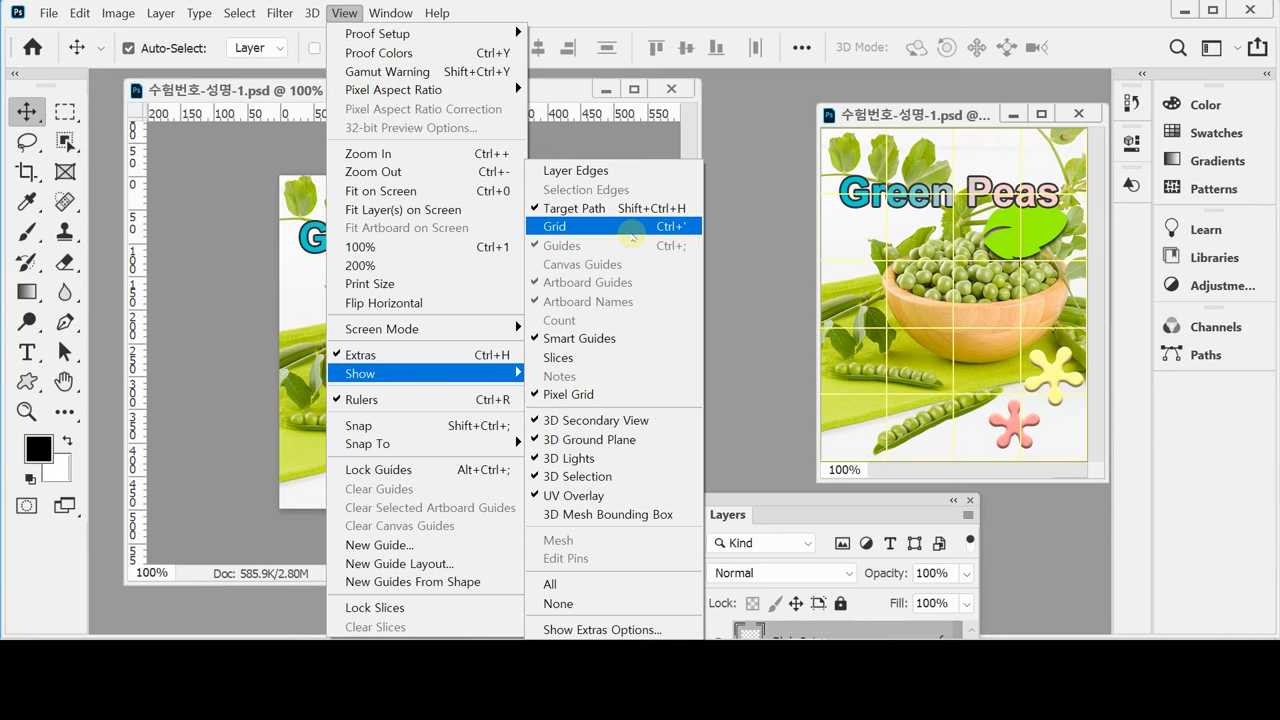 File Edit Image Layer Type Select Filter 3D View Window Help
Auto-Select: Layer
3D Mode:
수험번호-성명-1.psd @ 100%
200 150 100 50 0 50
400 450 500 550
Proof Setup
Proof Colors Ctrl+Y
Gamut Warning Shift+Ctrl+Y
Pixel Aspect Ratio
Pixel Aspect Ratio Correction
32-bit Preview Options...
Zoom In Ctrl++
Zoom Out Ctrl+-
Fit on Screen Ctrl+0
Fit Layer(s) on Screen
Fit Artboard on Screen
100% Ctrl+1
200%
Print Size
Flip Horizontal
Screen Mode
Extras Ctrl+H
Show
Rulers Ctrl+R
Snap Shift+Ctrl+;
Snap To
Lock Guides Alt+Ctrl+;
Clear Guides
Clear Selected Artboard Guides
Clear Canvas Guides
New Guide...
New Guide Layout...
New Guides From Shape
Lock Slices
Clear Slices
Layer Edges
Selection Edges
Target Path Shift+Ctrl+H
Grid Ctrl+'
Guides Ctrl+;
Canvas Guides
Artboard Guides
Artboard Names
Count
Smart Guides
Slices
Notes
Pixel Grid
3D Secondary View
3D Ground Plane
3D Lights
3D Selection
UV Overlay
3D Mesh Bounding Box
Mesh
Edit Pins
All
None
Show Extras Options...
G
100% Doc: 585.9K/2.80M
수험번호-성명-1.psd @...
Green Peas
100%
Layers
Kind
Normal Opacity: 100%
Lock: Fill: 100%
Color
Swatches
Gradients
Patterns
Learn
Libraries
Adjustme...
Channels
Paths